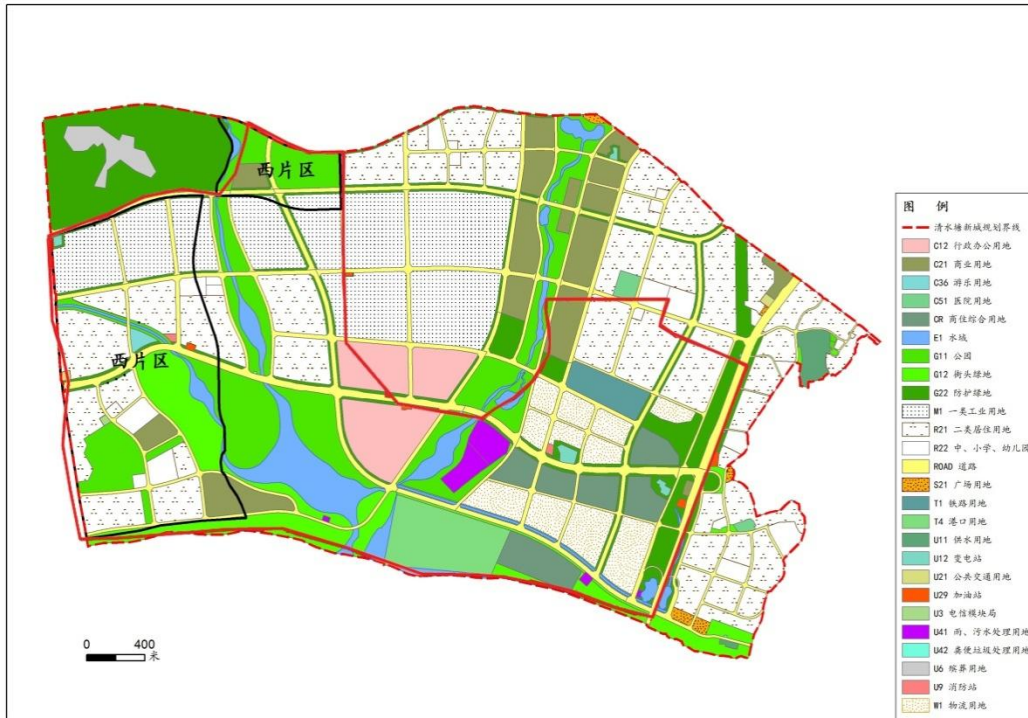 西片区
西片区
0 400
米
图 例
清水塘新城规划界线
C12 行政办公用地
C21 商业用地
C36 游乐用地
C51 医院用地
CR 商住综合用地
E1 水域
G11 公园
G12 街头绿地
G22 防护绿地
M1 一类工业用地
R21 二类居住用地
R22 中、小学、幼儿园
ROAD 道路
S21 广场用地
T1 铁路用地
T4 港口用地
U11 供水用地
U12 变电站
U21 公共交通用地
U29 加油站
U3 电信模块局
U41 雨、污水处理用地
U42 粪便垃圾处理用地
U6 殡葬用地
U9 消防站
W1 物流用地